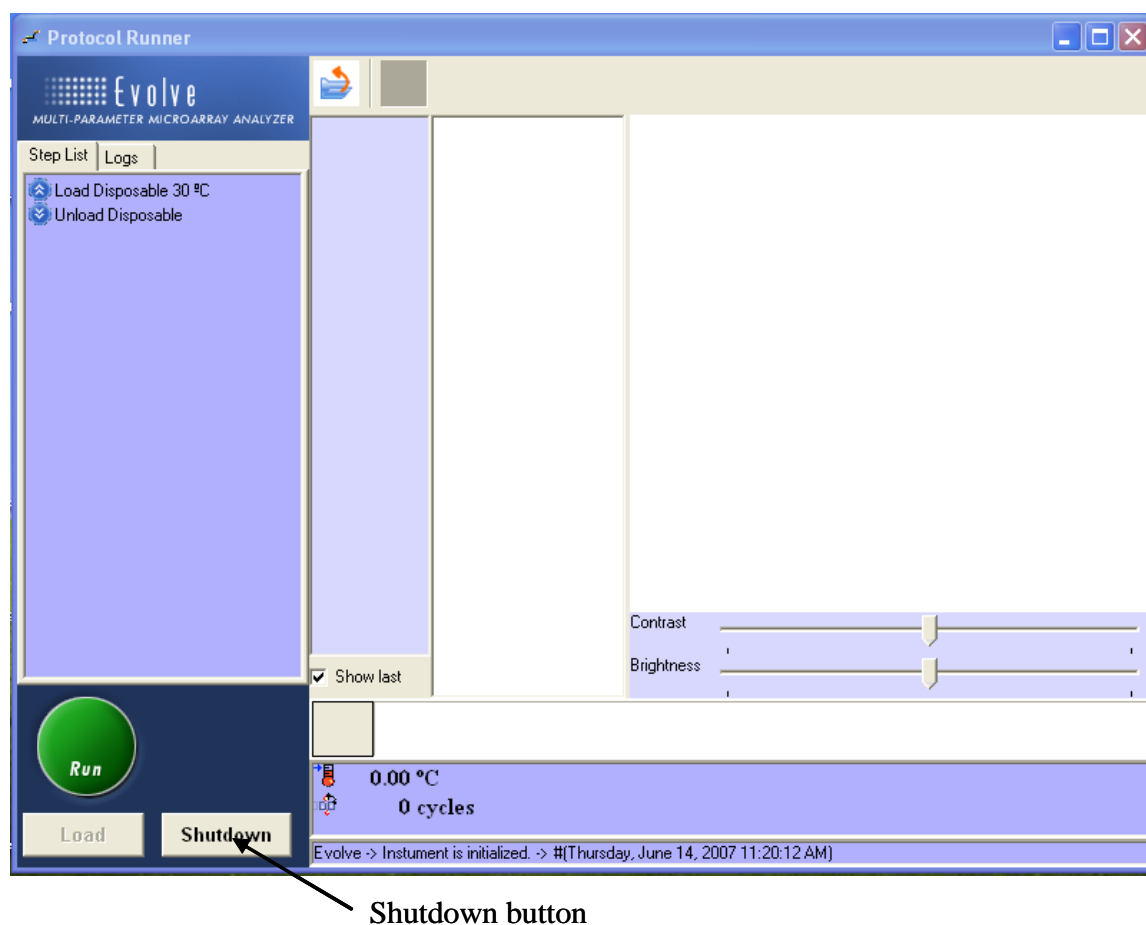 Protocol Runner
Evolve
MULTI-PARAMETER MICROARRAY ANALYZER
Step List Logs
Load Disposable 30 ºC
Unload Disposable
Contrast
Brightness
Show last
Run
0.00 ºC
0 cycles
Load Shutdown
Evolve -> Instument is initialized. -> #(Thursday, June 14, 2007 11:20:12 AM)
Shutdown button